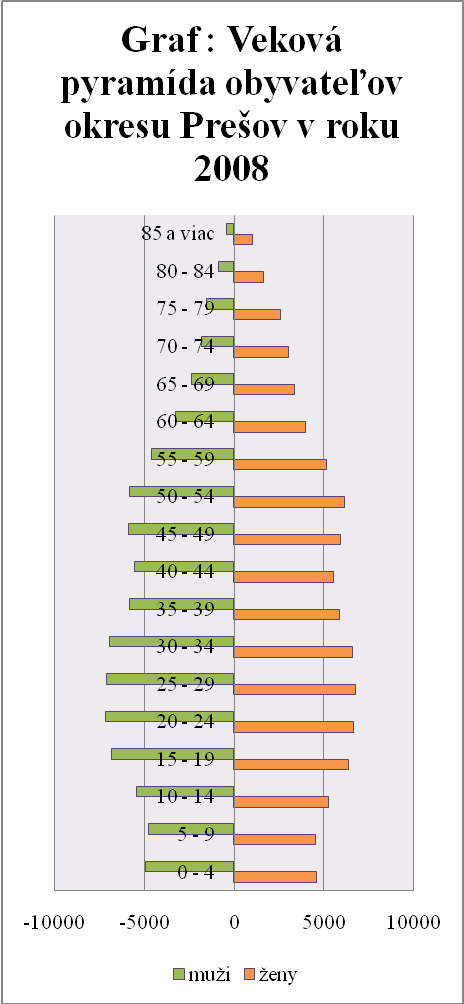 Graf : Veková
pyramída obyvateľov
okresu Prešov v roku
2008
85 a viac
80 - 84
75 - 79
70 - 74
65 - 69
60 - 64
55 - 59
50 - 54
45 - 49
40 - 44
35 - 39
30 - 34
25 - 29
20 - 24
15 - 19
10 - 14
5 - 9
0 - 4
-10000 -5000 0 5000 10000
muži ženy